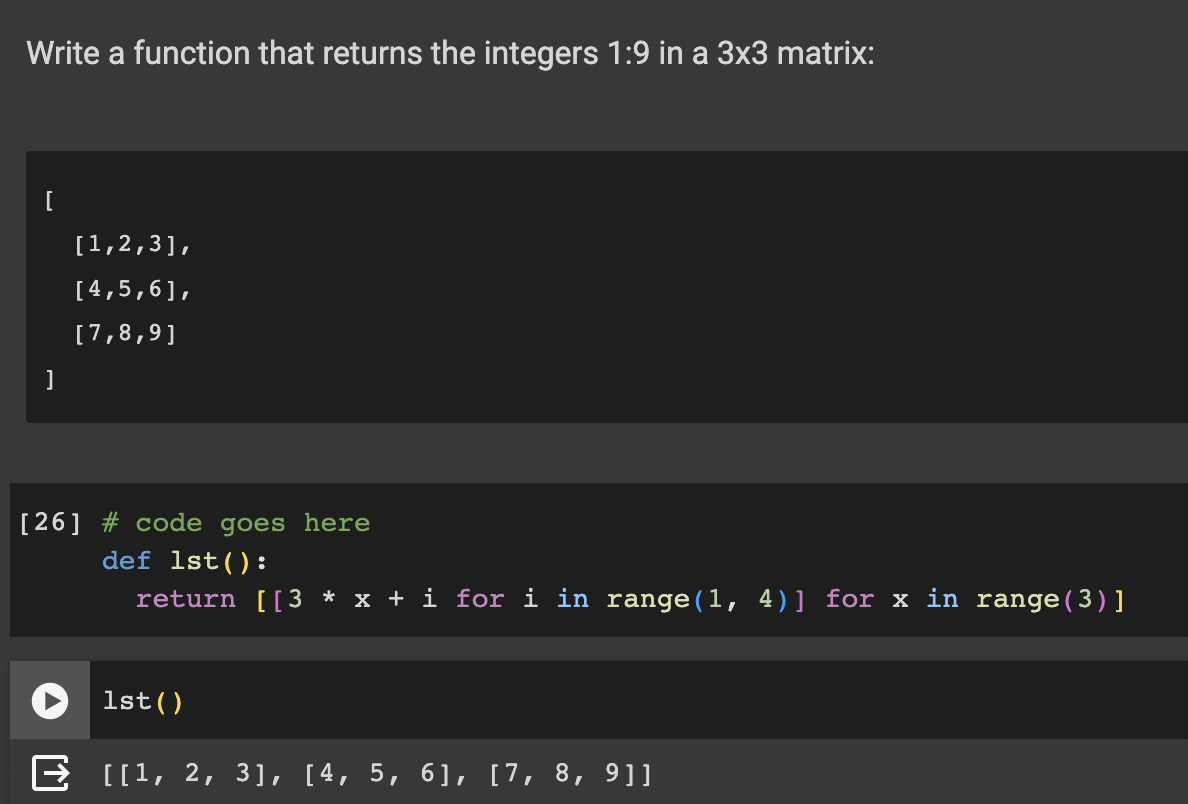 Write a function that returns the integers 1:9 in a 3x3 matrix:
[
  [1,2,3],
  [4,5,6],
  [7,8,9]
]
[26] # code goes here
def lst():
  return [[3 * x + i for i in range(1, 4)] for x in range(3)]
lst()
[[1, 2, 3], [4, 5, 6], [7, 8, 9]]